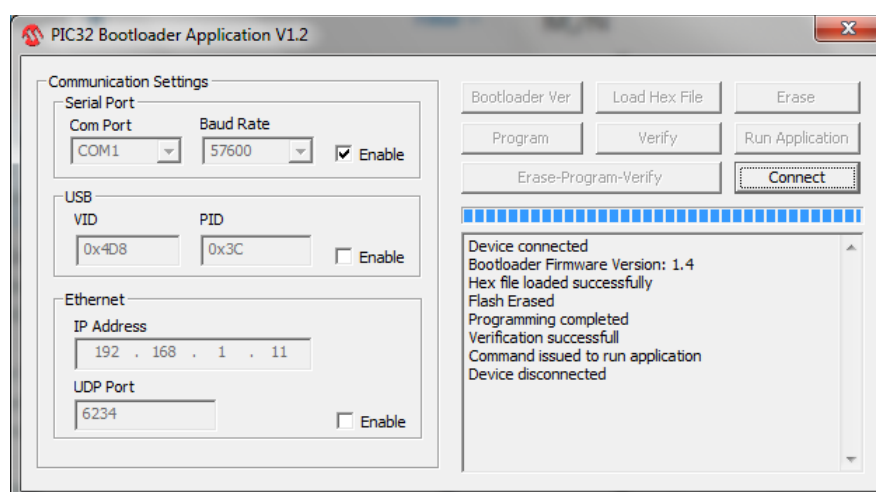 PIC32 Bootloader Application V1.2
Communication Settings
Serial Port
Com Port Baud Rate
COM1 57600 Enable
USB
VID PID
0x4D8 0x3C Enable
Ethernet
IP Address
192 . 168 . 1 . 11
UDP Port
6234 Enable
Bootloader Ver Load Hex File Erase
Program Verify Run Application
Erase-Program-Verify Connect
Device connected
Bootloader Firmware Version: 1.4
Hex file loaded successfully
Flash Erased
Programming completed
Verification successfull
Command issued to run application
Device disconnected